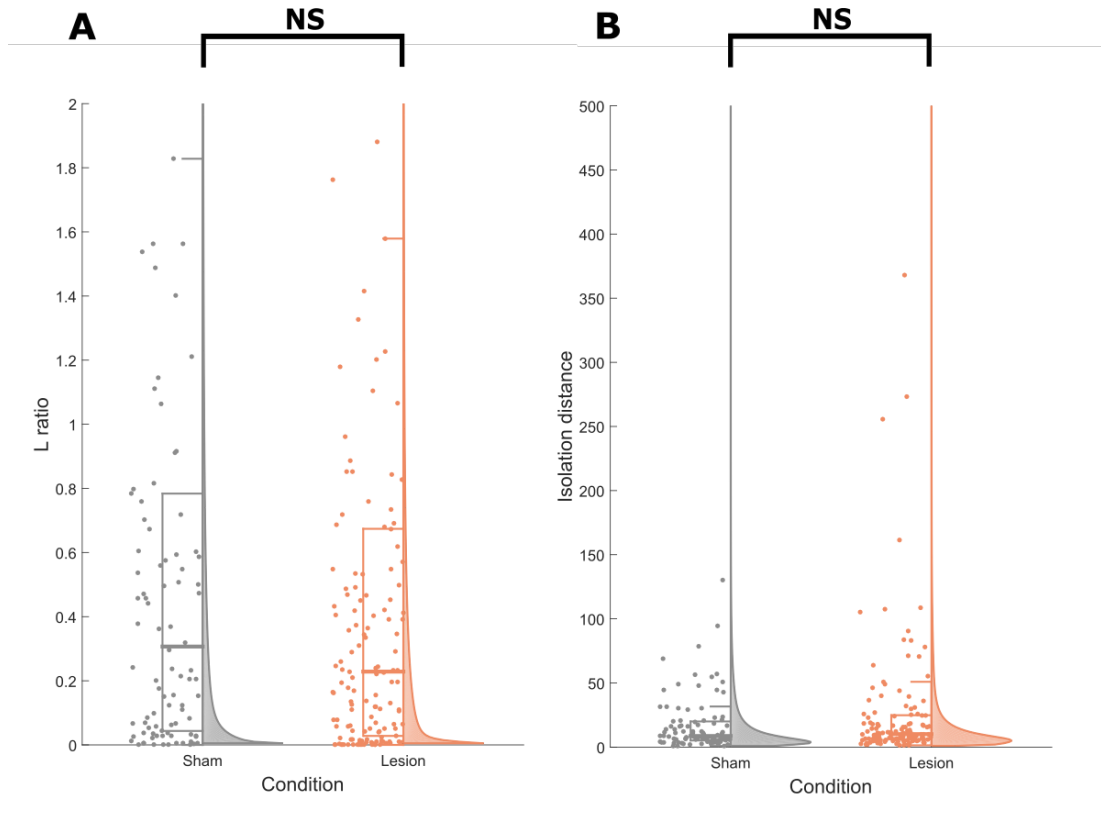 A
NS
2
1.8
1.6
1.4
1.2
1
0.8
0.6
0.4
0.2
0
L ratio
Sham
Lesion
Condition
B
NS
500
450
400
350
300
250
200
150
100
50
0
Isolation distance
Sham
Lesion
Condition